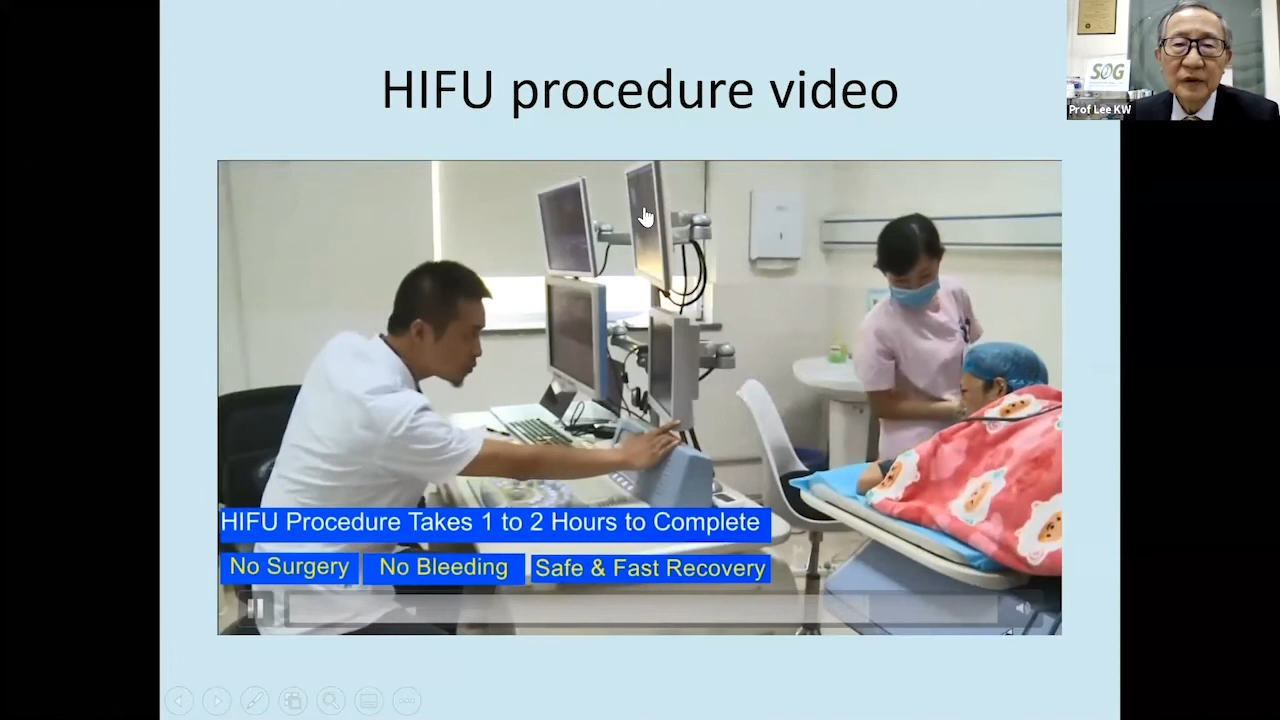 HIFU procedure video
SOG
Prof Lee KW
HIFU Procedure Takes 1 to 2 Hours to Complete
No Surgery No Bleeding Safe & Fast Recovery